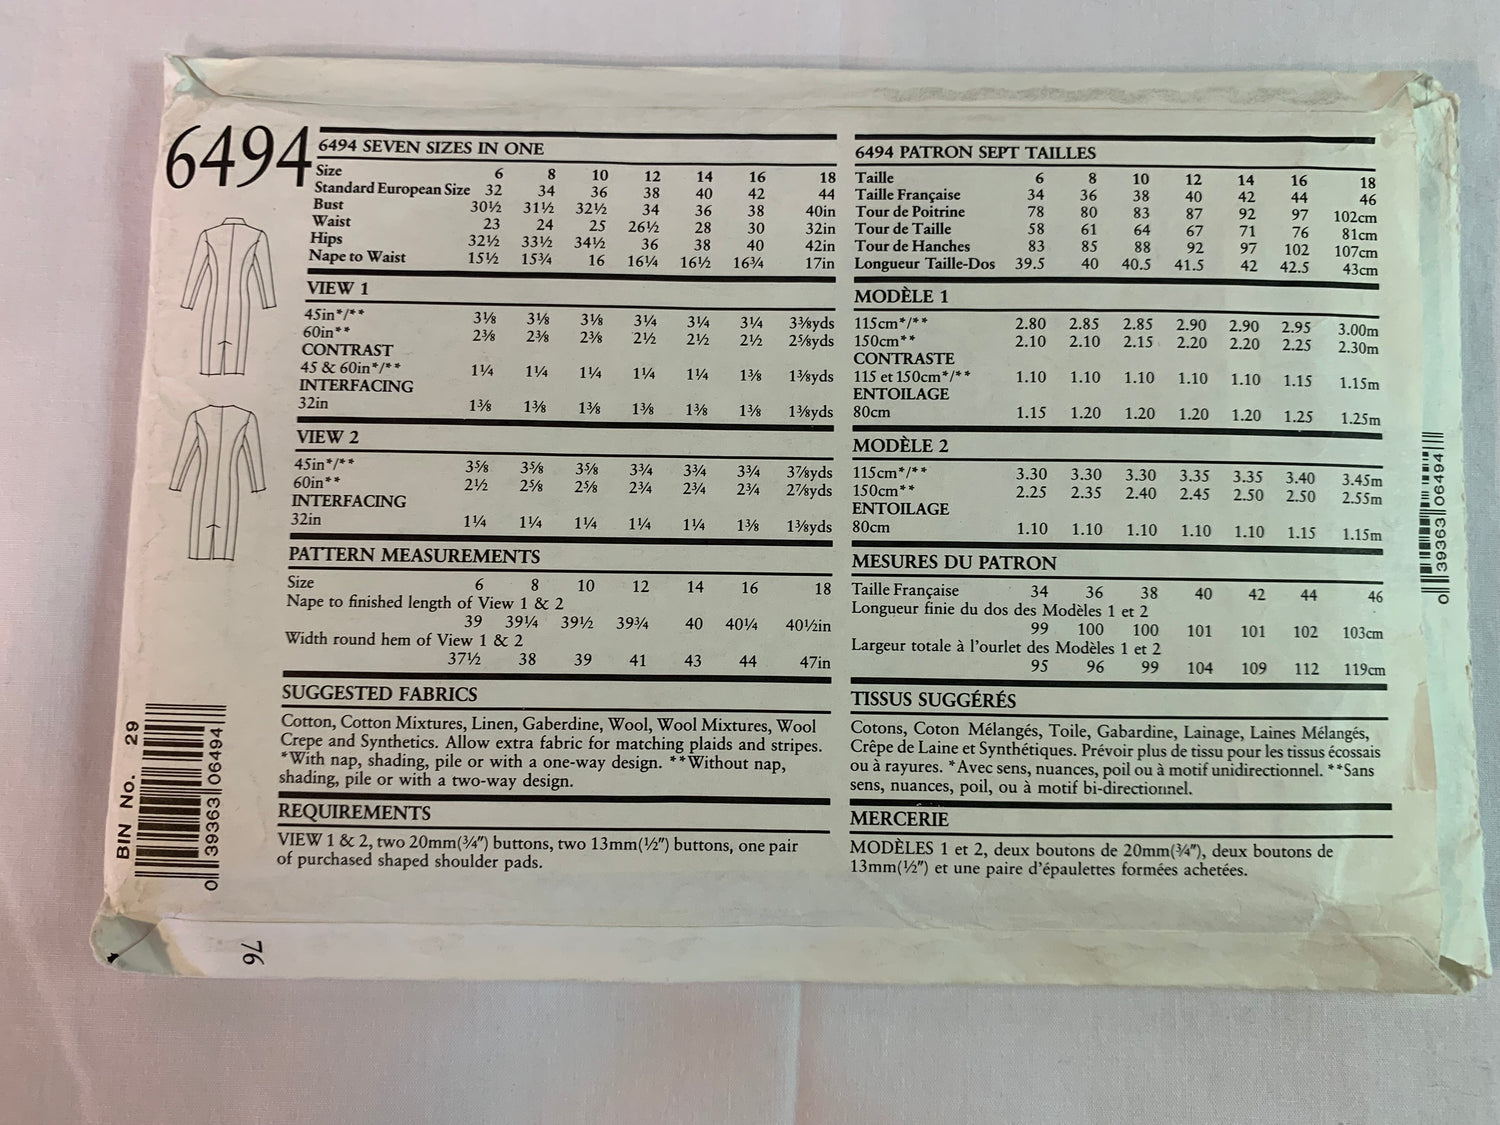 6494
6494 SEVEN SIZES IN ONE
Size 6 8 10 12 14 16 18
Standard European Size 32 34 36 38 40 42 44
Bust 30½ 31½ 32½ 34 36 38 40in
Waist 23 24 25 26½ 28 30 32in
Hips 32½ 33½ 34½ 36 38 40 42in
Nape to Waist 15½ 15¾ 16 16¼ 16½ 16¾ 17in
VIEW 1
45in*/** 3⅛ 3⅛ 3⅛ 3¼ 3¼ 3¼ 3⅜yds
60in** 2⅜ 2⅜ 2⅜ 2½ 2½ 2½ 2⅝yds
CONTRAST
45 & 60in*/** 1¼ 1¼ 1¼ 1¼ 1¼ 1⅜ 1⅜yds
INTERFACING
32in 1⅜ 1⅜ 1⅜ 1⅜ 1⅜ 1⅜ 1⅜yds
VIEW 2
45in*/** 3⅝ 3⅝ 3⅝ 3¾ 3¾ 3¾ 3⅞yds
60in** 2½ 2⅝ 2⅝ 2¾ 2¾ 2¾ 2⅞yds
INTERFACING
32in 1¼ 1¼ 1¼ 1¼ 1¼ 1⅜ 1⅜yds
PATTERN MEASUREMENTS
Size 6 8 10 12 14 16 18
Nape to finished length of View 1 & 2
39 39¼ 39½ 39¾ 40 40¼ 40½in
Width round hem of View 1 & 2
37½ 38 39 41 43 44 47in
SUGGESTED FABRICS
Cotton, Cotton Mixtures, Linen, Gaberdine, Wool, Wool Mixtures, Wool
Crepe and Synthetics. Allow extra fabric for matching plaids and stripes.
*With nap, shading, pile or with a one-way design. **Without nap,
shading, pile or with a two-way design.
REQUIREMENTS
VIEW 1 & 2, two 20mm(¾") buttons, two 13mm(½") buttons, one pair
of purchased shaped shoulder pads.
6494 PATRON SEPT TAILLES
Taille 6 8 10 12 14 16 18
Taille Française 34 36 38 40 42 44 46
Tour de Poitrine 78 80 83 87 92 97 102cm
Tour de Taille 58 61 64 67 71 76 81cm
Tour de Hanches 83 85 88 92 97 102 107cm
Longueur Taille-Dos 39.5 40 40.5 41.5 42 42.5 43cm
MODÈLE 1
115cm*/** 2.80 2.85 2.85 2.90 2.90 2.95 3.00m
150cm** 2.10 2.10 2.15 2.20 2.20 2.25 2.30m
CONTRASTE
115 et 150cm*/** 1.10 1.10 1.10 1.10 1.10 1.15 1.15m
ENTOILAGE
80cm 1.15 1.20 1.20 1.20 1.20 1.25 1.25m
MODÈLE 2
115cm*/** 3.30 3.30 3.30 3.35 3.35 3.40 3.45m
150cm** 2.25 2.35 2.40 2.45 2.50 2.50 2.55m
ENTOILAGE
80cm 1.10 1.10 1.10 1.10 1.10 1.15 1.15m
MESURES DU PATRON
Taille Française 34 36 38 40 42 44 46
Longueur finie du dos des Modèles 1 et 2
99 100 100 101 101 102 103cm
Largeur totale à l'ourlet des Modèles 1 et 2
95 96 99 104 109 112 119cm
TISSUS SUGGÉRÉS
Cotons, Coton Mélangés, Toile, Gabardine, Lainage, Laines Mélangés,
Crêpe de Laine et Synthétiques. Prévoir plus de tissu pour les tissus écossais
ou à rayures. *Avec sens, nuances, poil ou à motif unidirectionnel. **Sans
sens, nuances, poil, ou à motif bi-directionnel.
MERCERIE
MODÈLES 1 et 2, deux boutons de 20mm(¾"), deux boutons de
13mm(½") et une paire d'épaulettes formées achetées.
BIN No. 29
0 39363 06494
76
0 39363 06494